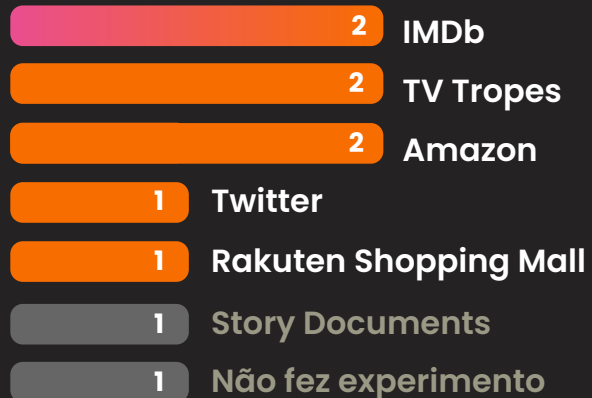 2 IMDb
2 TV Tropes
2 Amazon
1 Twitter
1 Rakuten Shopping Mall
1 Story Documents
1 Não fez experimento